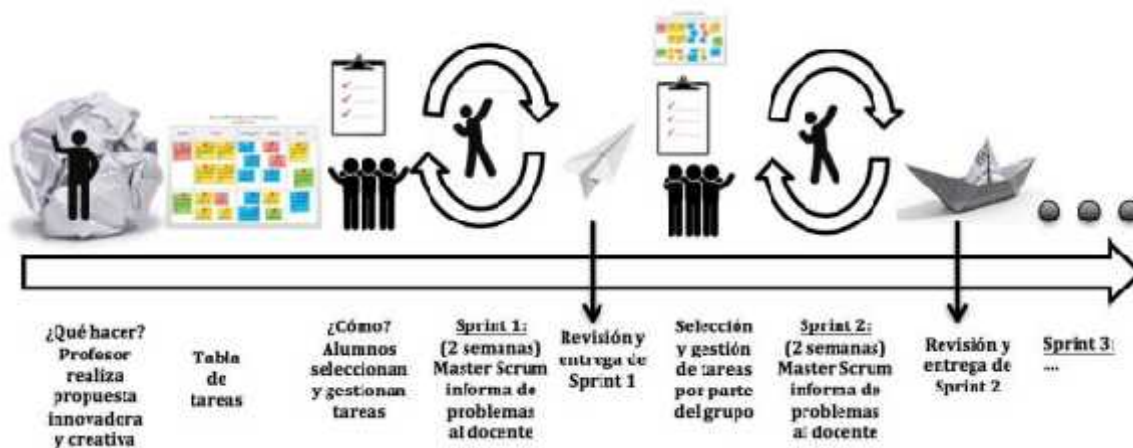 ¿Qué hacer?
Profesor
realiza
propuesta
innovadora
y creativa
Tabla
de
tareas
¿Cómo?
Alumnos
seleccionan
y gestionan
tareas
Sprint 1:
(2 semanas)
Master Scrum
informa de
problemas
al docente
Revisión y
entrega de
Sprint 1
Selección
y gestión
de tareas
por parte
del grupo
Sprint 2:
(2 semanas)
Master Scrum
informa de
problemas
al docente
Revisión y
entrega de
Sprint 2
Sprint 3:
....